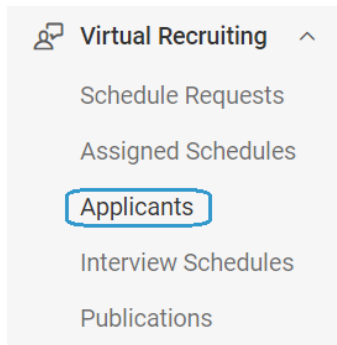 Virtual Recruiting
Schedule Requests
Assigned Schedules
Applicants
Interview Schedules
Publications